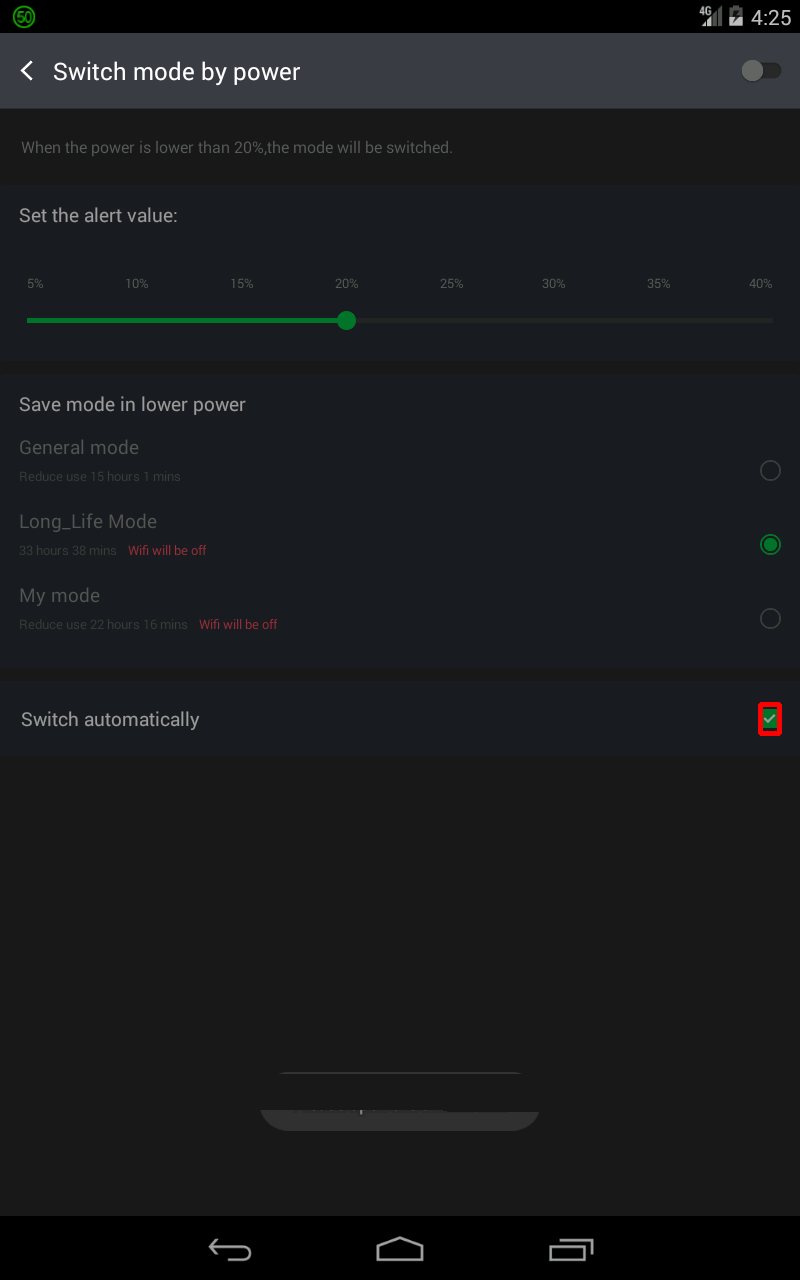 50
4G
4:25
Switch mode by power
When the power is lower than 20%,the mode will be switched.
Set the alert value:
5% 10% 15% 20% 25% 30% 35% 40%
Save mode in lower power
General mode
Reduce use 15 hours 1 mins
Long_Life Mode
33 hours 38 mins Wifi will be off
My mode
Reduce use 22 hours 16 mins Wifi will be off
Switch automatically